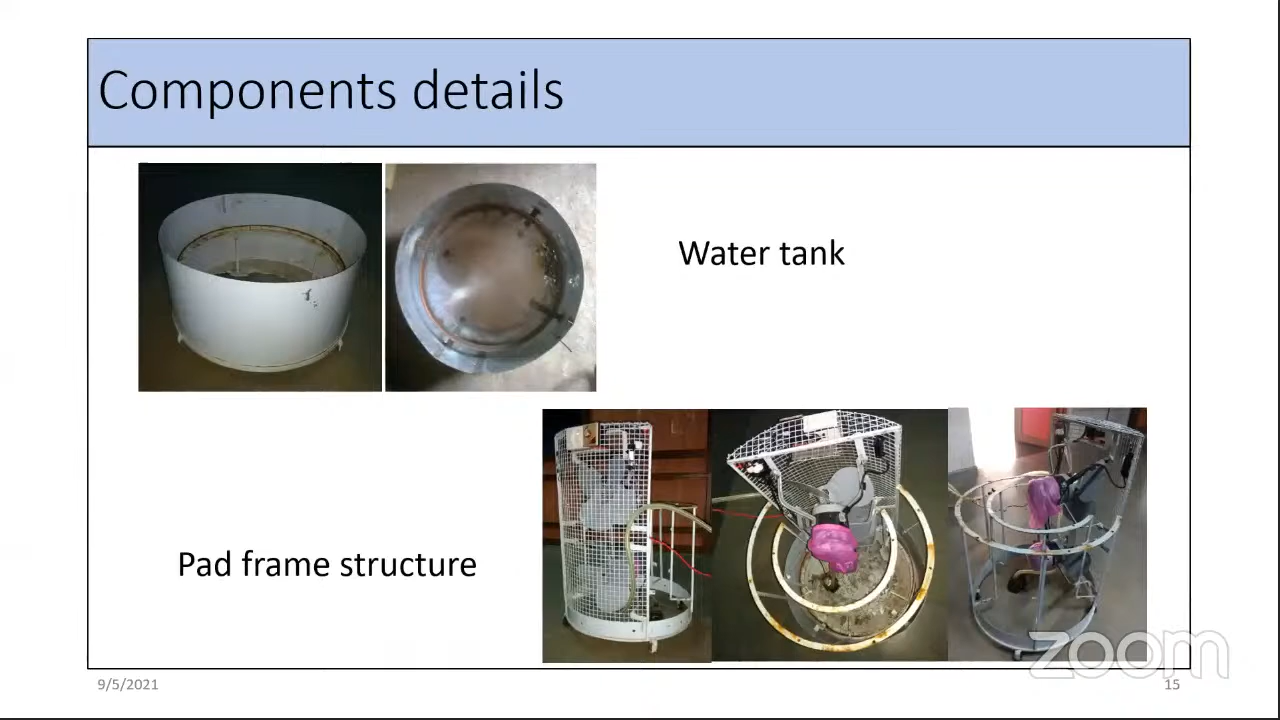 Components details
Water tank
Pad frame structure
zoom
9/5/2021
15